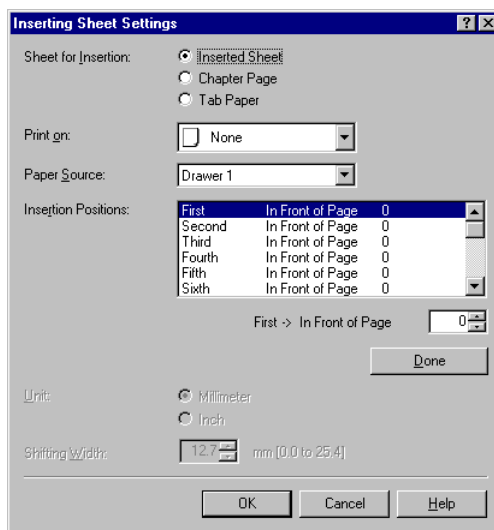 Inserting Sheet Settings ? ×
Sheet for Insertion: Inserted Sheet
Chapter Page
Tab Paper
Print on: None
Paper Source: Drawer 1
Insertion Positions: First In Front of Page 0
Second In Front of Page 0
Third In Front of Page 0
Fourth In Front of Page 0
Fifth In Front of Page 0
Sixth In Front of Page 0
First -> In Front of Page 0
Done
Unit: Millimeter
Inch
Shifting Width: 12.7 mm [0.0 to 25.4]
OK Cancel Help